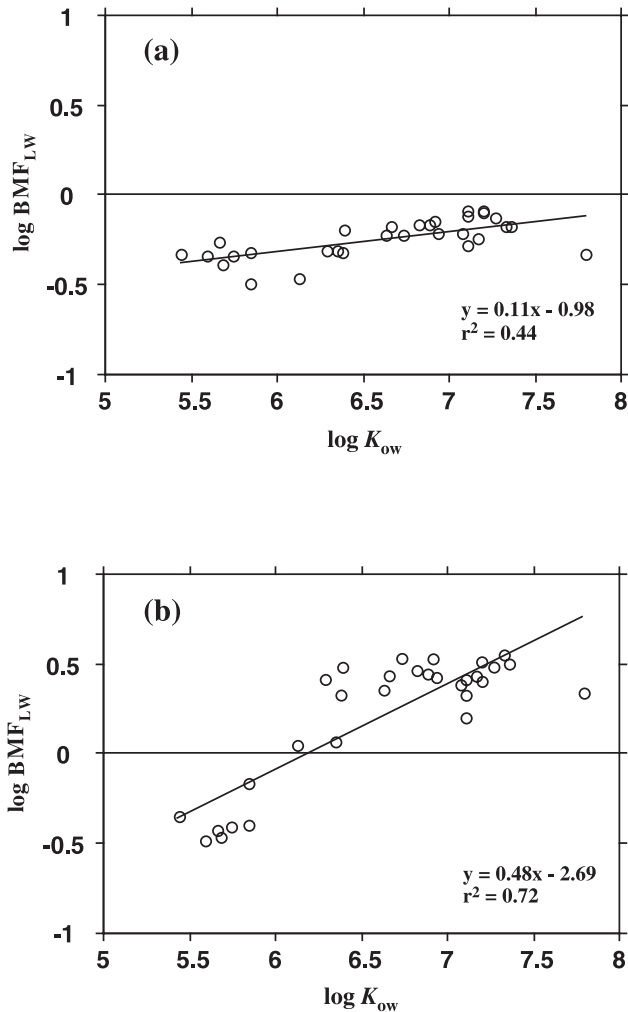 (a)
1
0.5
0
-0.5
-1
log BMF_LW
y = 0.11x - 0.98
r² = 0.44
5 5.5 6 6.5 7 7.5 8
log K_ow
(b)
1
0.5
0
-0.5
-1
log BMF_LW
y = 0.48x - 2.69
r² = 0.72
5 5.5 6 6.5 7 7.5 8
log K_ow